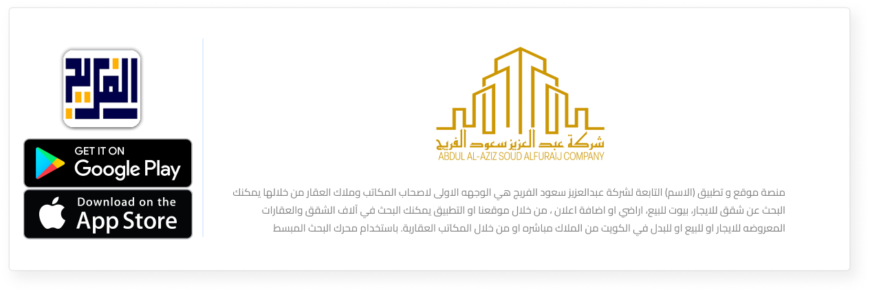 الفريج
GET IT ON
Google Play
Download on the
App Store
شركة عبد العزيز سعود الفريج
ABDUL AL-AZIZ SOUD ALFURAIJ COMPANY
منصة موقع و تطبيق (الاسم) التابعة لشركة عبدالعزيز سعود الفريج هي الوجهه الاولى لاصحاب المكاتب وملاك العقار من خلالها يمكنك
البحث عن شقق للايجار، بيوت للبيع، اراضي او اضافة اعلان ، من خلال موقعنا او التطبيق يمكنك البحث في آلاف الشقق والعقارات
المعروضه للايجار او للبيع او للبدل في الكويت من الملاك مباشره او من خلال المكاتب العقارية. باستخدام محرك البحث المبسط